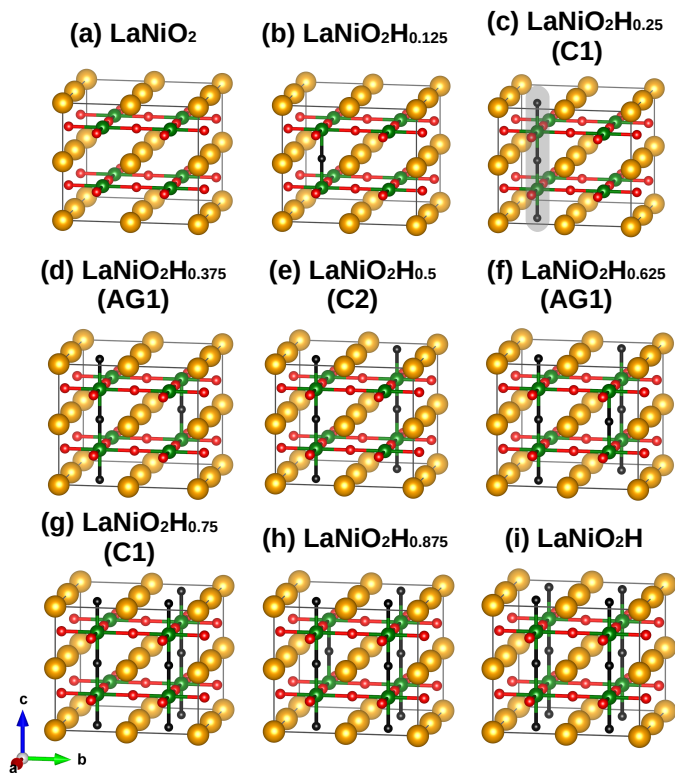 (a) LaNiO₂
(b) LaNiO₂H₀.₁₂₅
(c) LaNiO₂H₀.₂₅
(C1)
(d) LaNiO₂H₀.₃₇₅
(AG1)
(e) LaNiO₂H₀.₅
(C2)
(f) LaNiO₂H₀.₆₂₅
(AG1)
(g) LaNiO₂H₀.₇₅
(C1)
(h) LaNiO₂H₀.₈₇₅
(i) LaNiO₂H
c
a
b